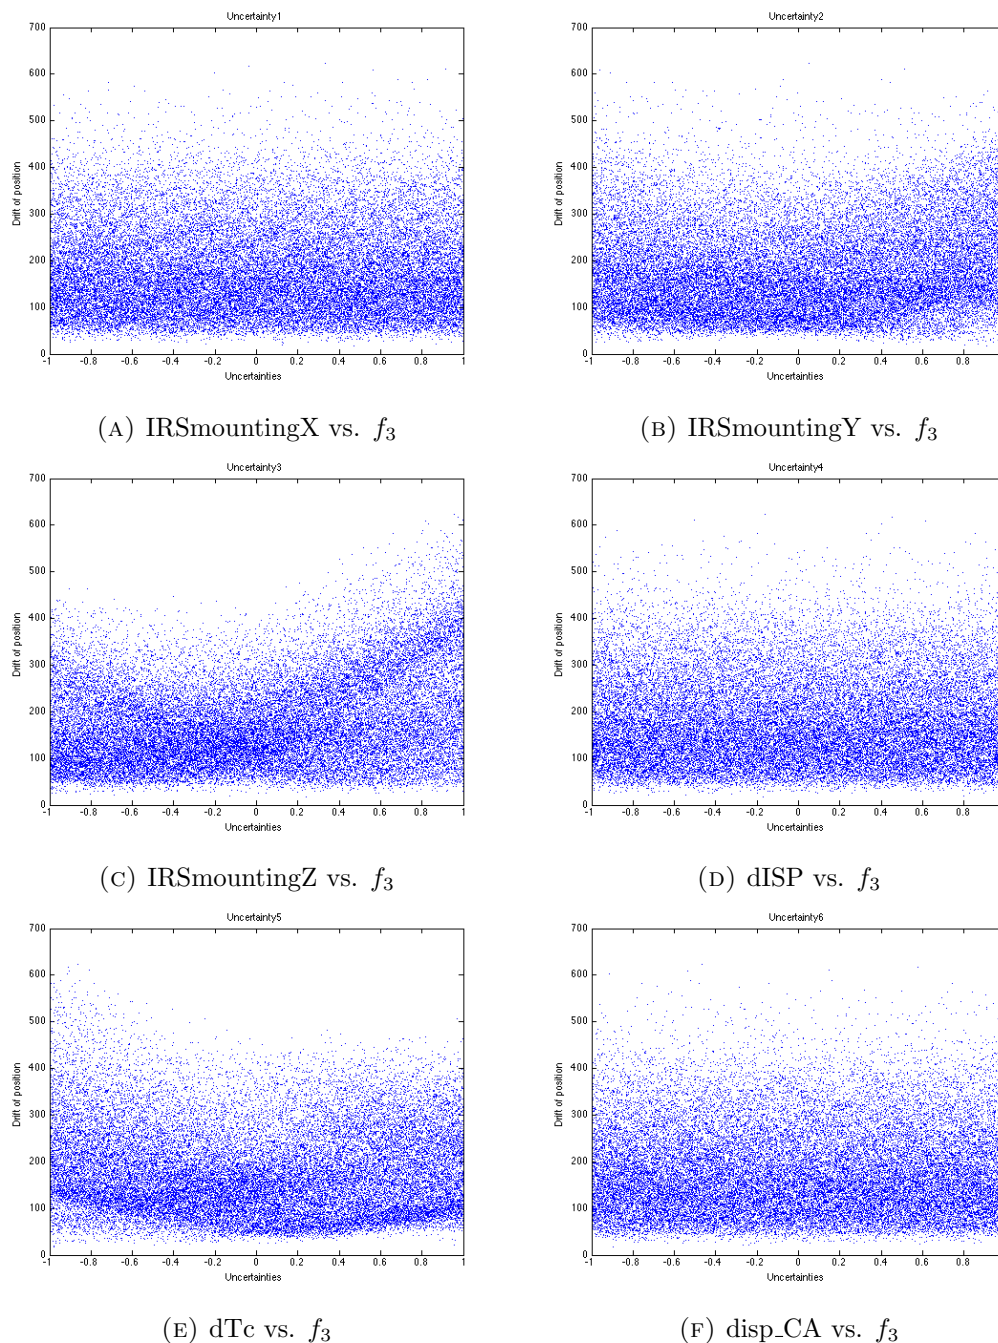 Uncertainty1
700
600
500
400
300
200
100
0
Drift of position
-1 -0.8 -0.6 -0.4 -0.2 0 0.2 0.4 0.6 0.8 1
Uncertainties
(A) IRSmountingX vs. f3
Uncertainty2
700
600
500
400
300
200
100
0
Drift of position
-1 -0.8 -0.6 -0.4 -0.2 0 0.2 0.4 0.6 0.8
Uncertainties
(B) IRSmountingY vs. f3
Uncertainty3
700
600
500
400
300
200
100
0
Drift of position
-1 -0.8 -0.6 -0.4 -0.2 0 0.2 0.4 0.6 0.8 1
Uncertainties
(C) IRSmountingZ vs. f3
Uncertainty4
700
600
500
400
300
200
100
0
Drift of position
-1 -0.8 -0.6 -0.4 -0.2 0 0.2 0.4 0.6 0.8
Uncertainties
(D) dISP vs. f3
Uncertainty5
700
600
500
400
300
200
100
0
Drift of position
-1 -0.8 -0.6 -0.4 -0.2 0 0.2 0.4 0.6 0.8 1
Uncertainties
(E) dTc vs. f3
Uncertainty6
700
600
500
400
300
200
100
0
Drift of position
-1 -0.8 -0.6 -0.4 -0.2 0 0.2 0.4 0.6 0.8
Uncertainties
(F) disp_CA vs. f3